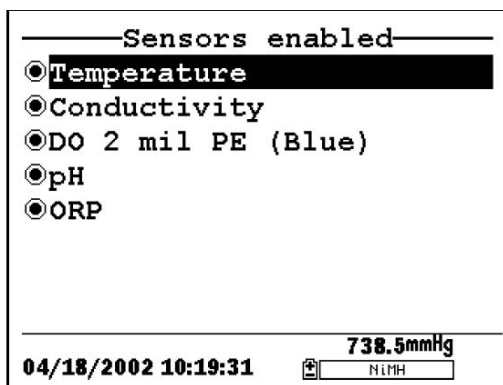 Sensors enabled
Temperature
Conductivity
DO 2 mil PE (Blue)
pH
ORP
738.5mmHg
04/18/2002 10:19:31 NiMH